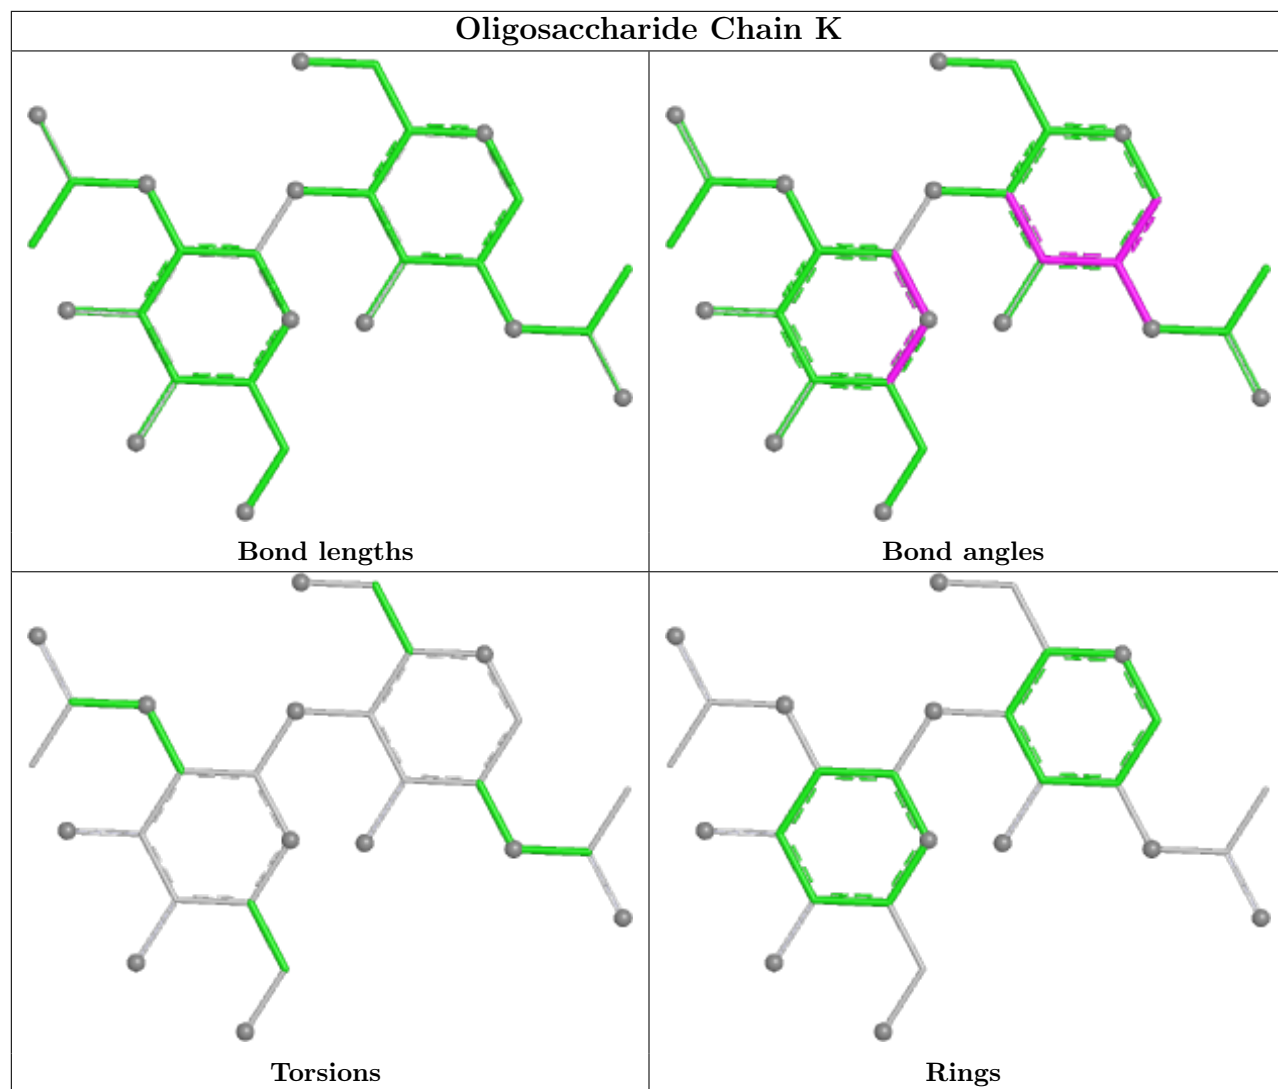 Oligosaccharide Chain K
Bond lengths
Bond angles
Torsions
Rings